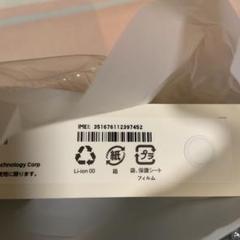 IMEI: 351676112397452
echnology Corp
Li-ion 00
紙
箱
プラ
袋、保護シート
フィルム